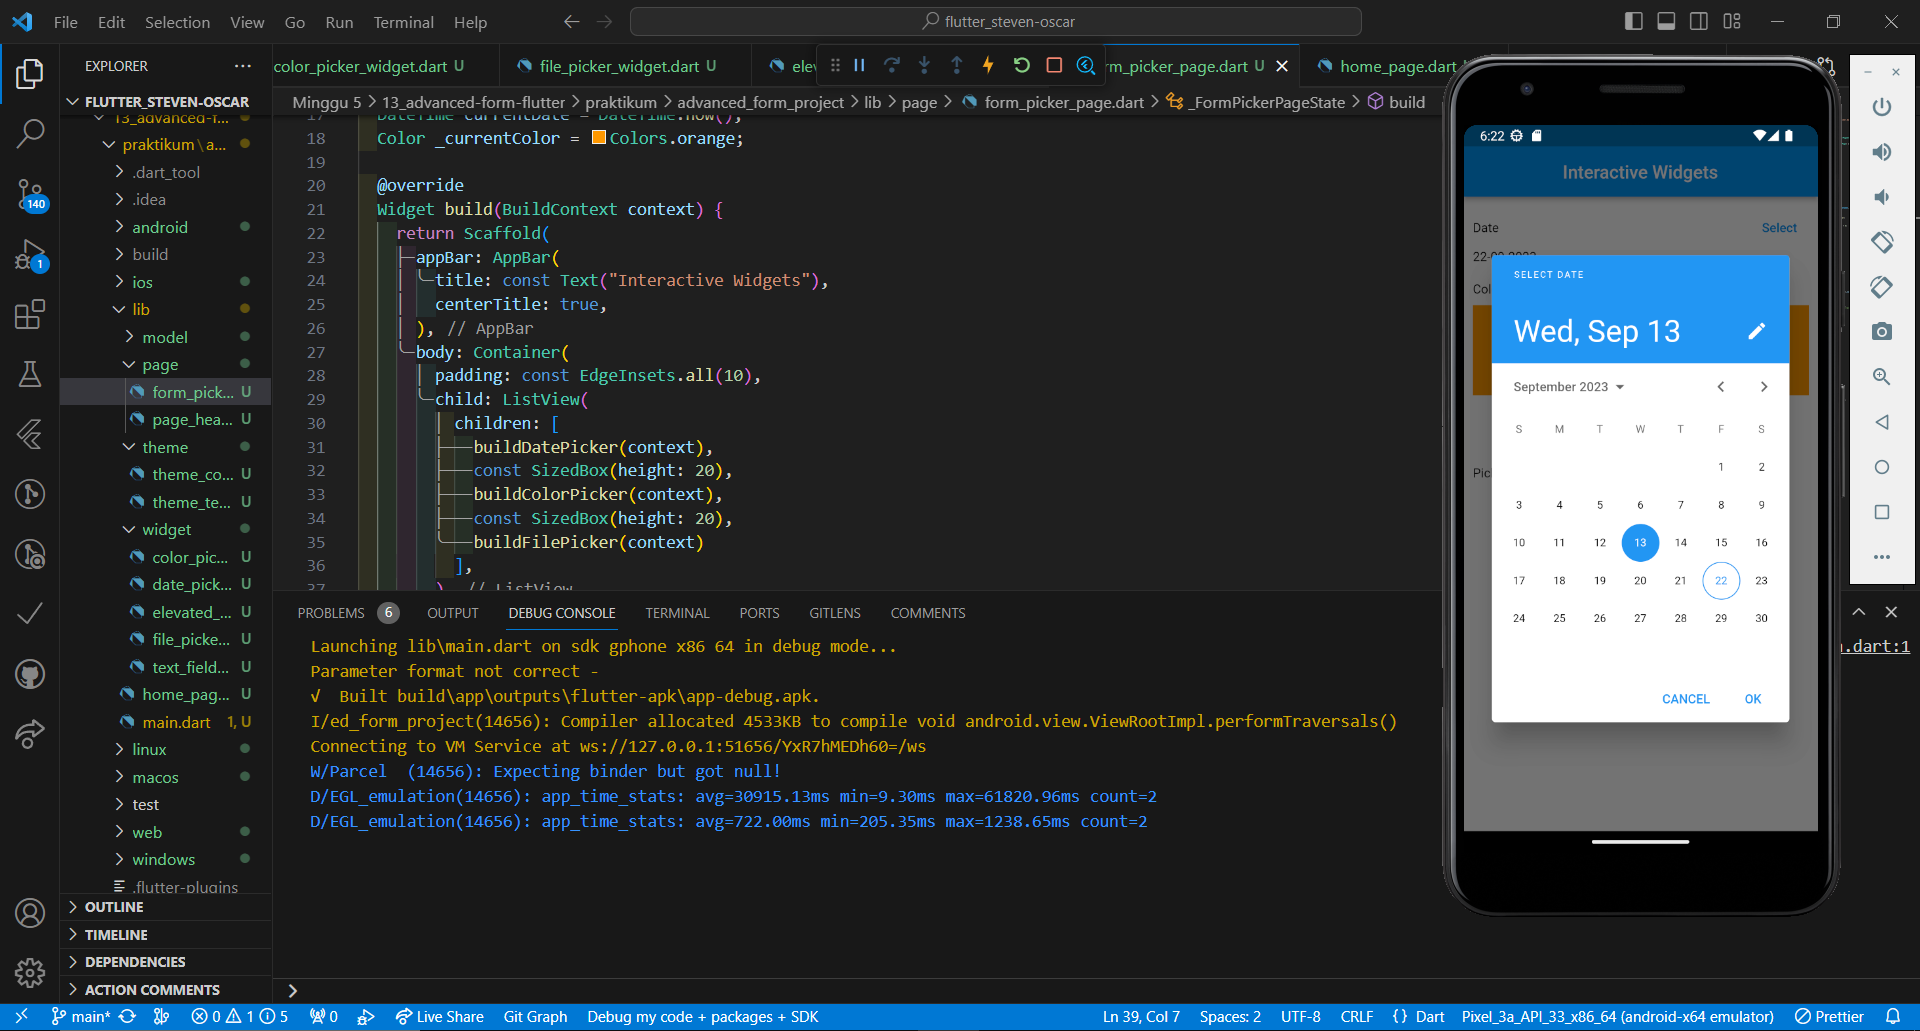 File Edit Selection View Go Run Terminal Help
flutter_steven-oscar
EXPLORER
color_picker_widget.dart U
file_picker_widget.dart U
rm_picker_page.dart U
home_page.dart
FLUTTER_STEVEN-OSCAR
Minggu 5 > 13_advanced-form-flutter > praktikum > advanced_form_project > lib > page > form_picker_page.dart > _FormPickerPageState > build
13_advanced-f...
praktikum\a...
.dart_tool
.idea
android
build
ios
lib
model
page
form_pick... U
page_hea... U
theme
theme_co... U
theme_te... U
widget
color_pic... U
date_pick... U
elevated_... U
file_picke... U
text_field... U
home_pag... U
main.dart 1, U
linux
macos
test
web
windows
.flutter-plugins
OUTLINE
TIMELINE
DEPENDENCIES
ACTION COMMENTS
140
1
17 DateTime currentDate = DateTime.now();
18 Color _currentColor = Colors.orange;
19
20 @override
21 Widget build(BuildContext context) {
22 return Scaffold(
23 appBar: AppBar(
24 title: const Text("Interactive Widgets"),
25 centerTitle: true,
26 ), // AppBar
27 body: Container(
28 padding: const EdgeInsets.all(10),
29 child: ListView(
30 children: [
31 buildDatePicker(context),
32 const SizedBox(height: 20),
33 buildColorPicker(context),
34 const SizedBox(height: 20),
35 buildFilePicker(context)
36 ],
37 ), // ListView
PROBLEMS 6 OUTPUT DEBUG CONSOLE TERMINAL PORTS GITLENS COMMENTS
Launching lib\main.dart on sdk gphone x86 64 in debug mode...
.dart:1
Parameter format not correct -
√ Built build\app\outputs\flutter-apk\app-debug.apk.
I/ed_form_project(14656): Compiler allocated 4533KB to compile void android.view.ViewRootImpl.performTraversals()
Connecting to VM Service at ws://127.0.0.1:51656/YxR7hMEDh60=/ws
W/Parcel (14656): Expecting binder but got null!
D/EGL_emulation(14656): app_time_stats: avg=30915.13ms min=9.30ms max=61820.96ms count=2
D/EGL_emulation(14656): app_time_stats: avg=722.00ms min=205.35ms max=1238.65ms count=2
6:22
Interactive Widgets
Date Select
SELECT DATE
Wed, Sep 13
September 2023
S M T W T F S
1 2
3 4 5 6 7 8 9
10 11 12 13 14 15 16
17 18 19 20 21 22 23
24 25 26 27 28 29 30
CANCEL OK
main* 0 1 5 0 Live Share Git Graph Debug my code + packages + SDK
Ln 39, Col 7 Spaces: 2 UTF-8 CRLF {} Dart Pixel_3a_API_33_x86_64 (android-x64 emulator) Prettier